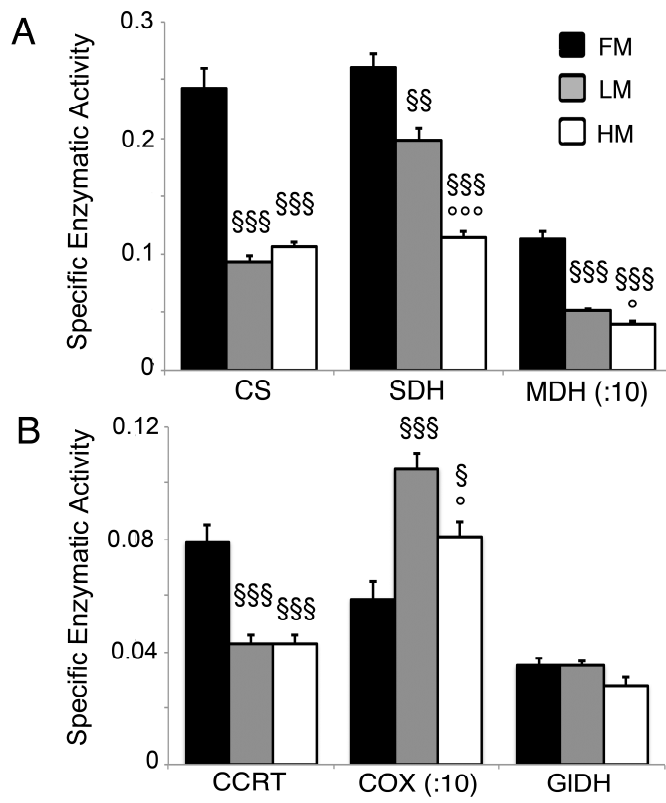 A
0.3
0.2
0.1
0
Specific Enzymatic Activity
FM
LM
HM
§§§
§§§
§§
§§§
°°°
§§§
§§§
°
CS
SDH
MDH (:10)
B
0.12
0.08
0.04
0
Specific Enzymatic Activity
§§§
§§§
§§§
§
°
CCRT
COX (:10)
GlDH